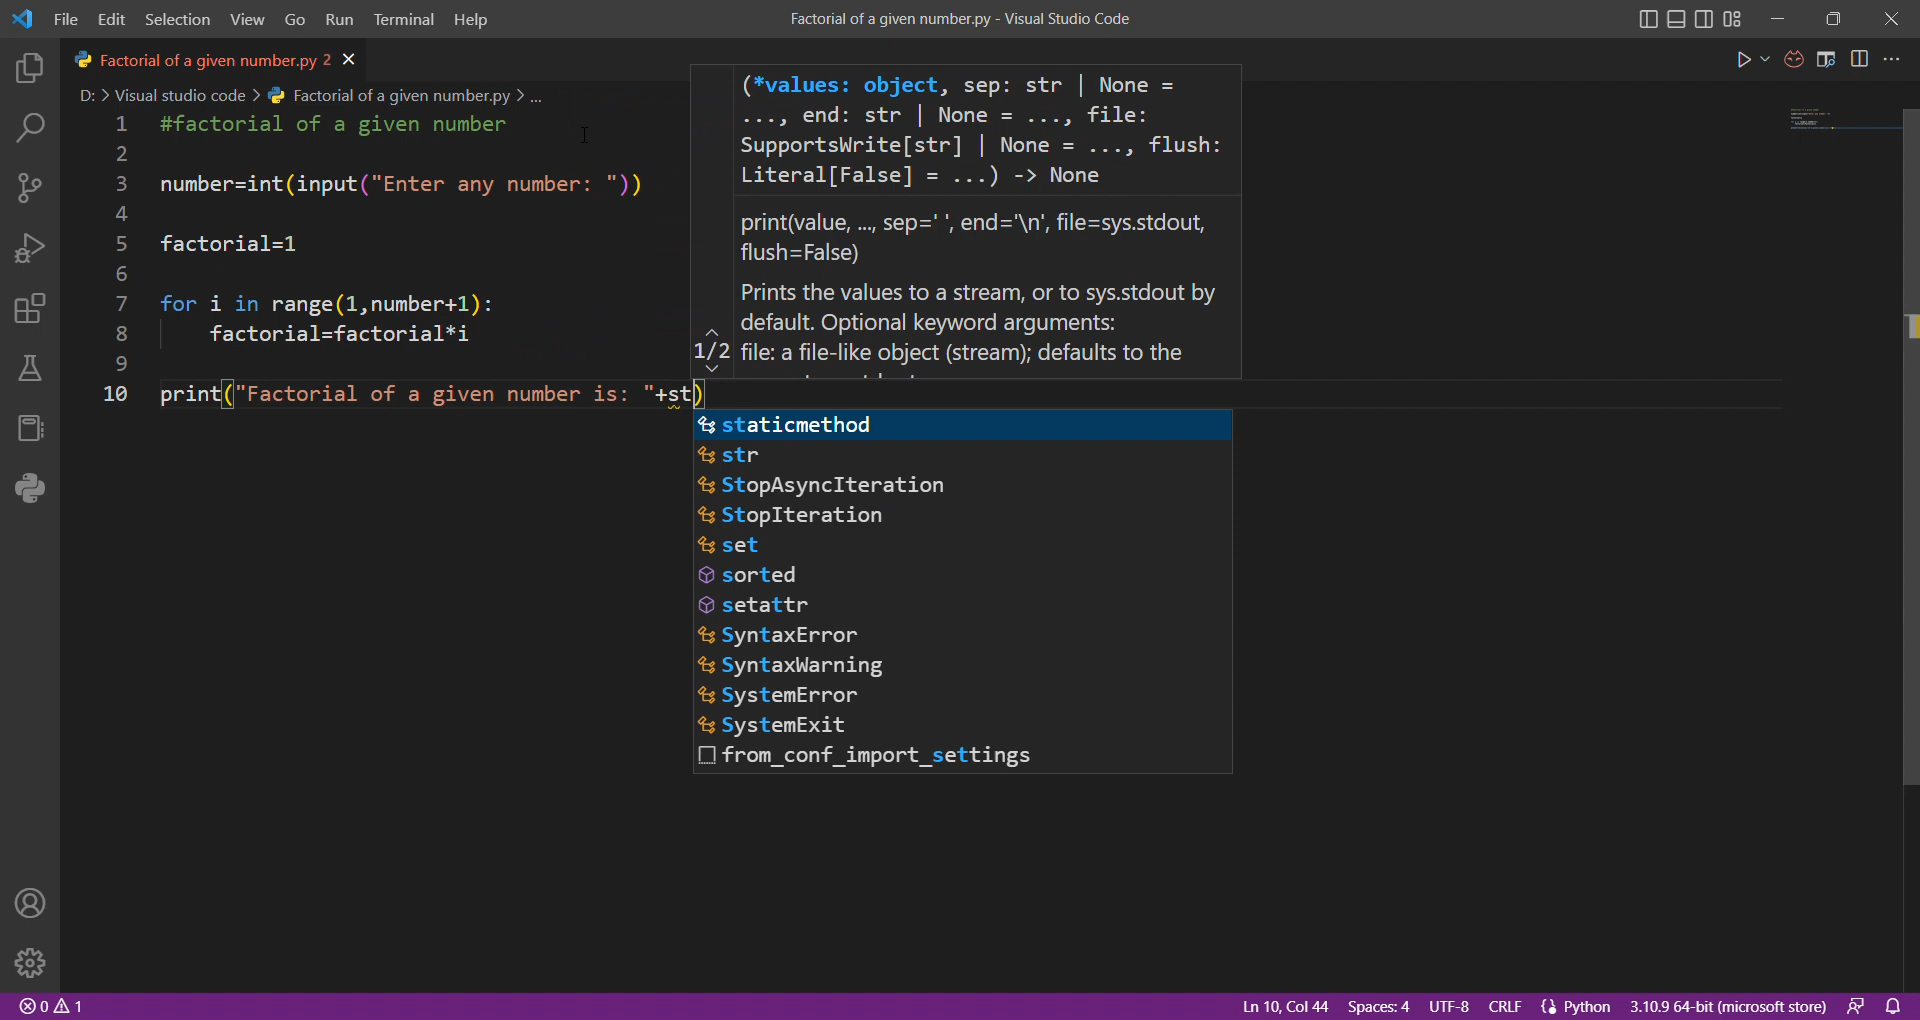 File Edit Selection View Go Run Terminal Help Factorial of a given number.py - Visual Studio Code
Factorial of a given number.py 2
D: > Visual studio code > Factorial of a given number.py > ...
1 #factorial of a given number
2
3 number=int(input("Enter any number: "))
4
5 factorial=1
6
7 for i in range(1,number+1):
8 factorial=factorial*i
9
10 print("Factorial of a given number is: "+st)
(*values: object, sep: str | None =
..., end: str | None = ..., file:
SupportsWrite[str] | None = ..., flush:
Literal[False] = ...) -> None
print(value, ..., sep=' ', end='\n', file=sys.stdout,
flush=False)
Prints the values to a stream, or to sys.stdout by
default. Optional keyword arguments:
1/2 file: a file-like object (stream); defaults to the
staticmethod
str
StopAsyncIteration
StopIteration
set
sorted
setattr
SyntaxError
SyntaxWarning
SystemError
SystemExit
from_conf_import_settings
0 1 Ln 10, Col 44 Spaces: 4 UTF-8 CRLF Python 3.10.9 64-bit (microsoft store)